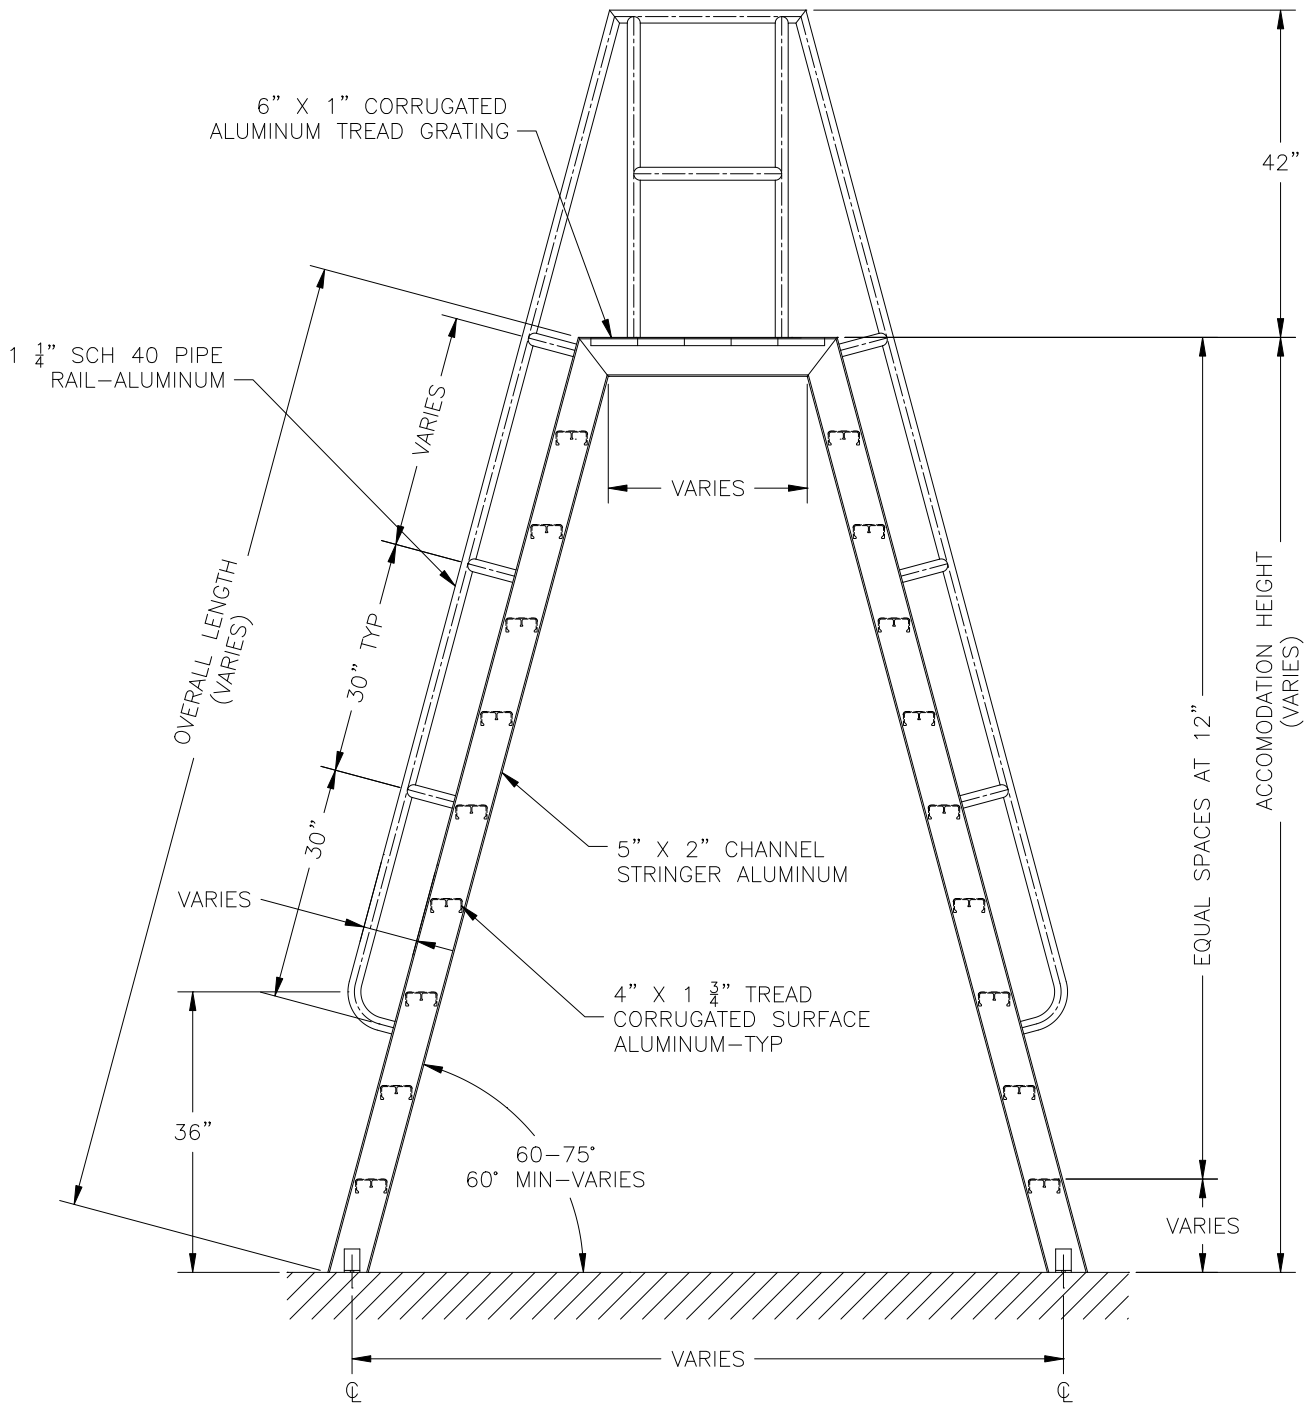 6” X 1” CORRUGATED
ALUMINUM TREAD GRATING
42”
1 1/4” SCH 40 PIPE
RAIL–ALUMINUM
VARIES
VARIES
OVERALL LENGTH
(VARIES)
30” TYP
30”
ACCOMODATION HEIGHT
(VARIES)
EQUAL SPACES AT 12”
5” X 2” CHANNEL
STRINGER ALUMINUM
VARIES
4” X 1 3/4” TREAD
CORRUGATED SURFACE
ALUMINUM–TYP
36”
60–75°
60° MIN–VARIES
VARIES
VARIES
℄
℄